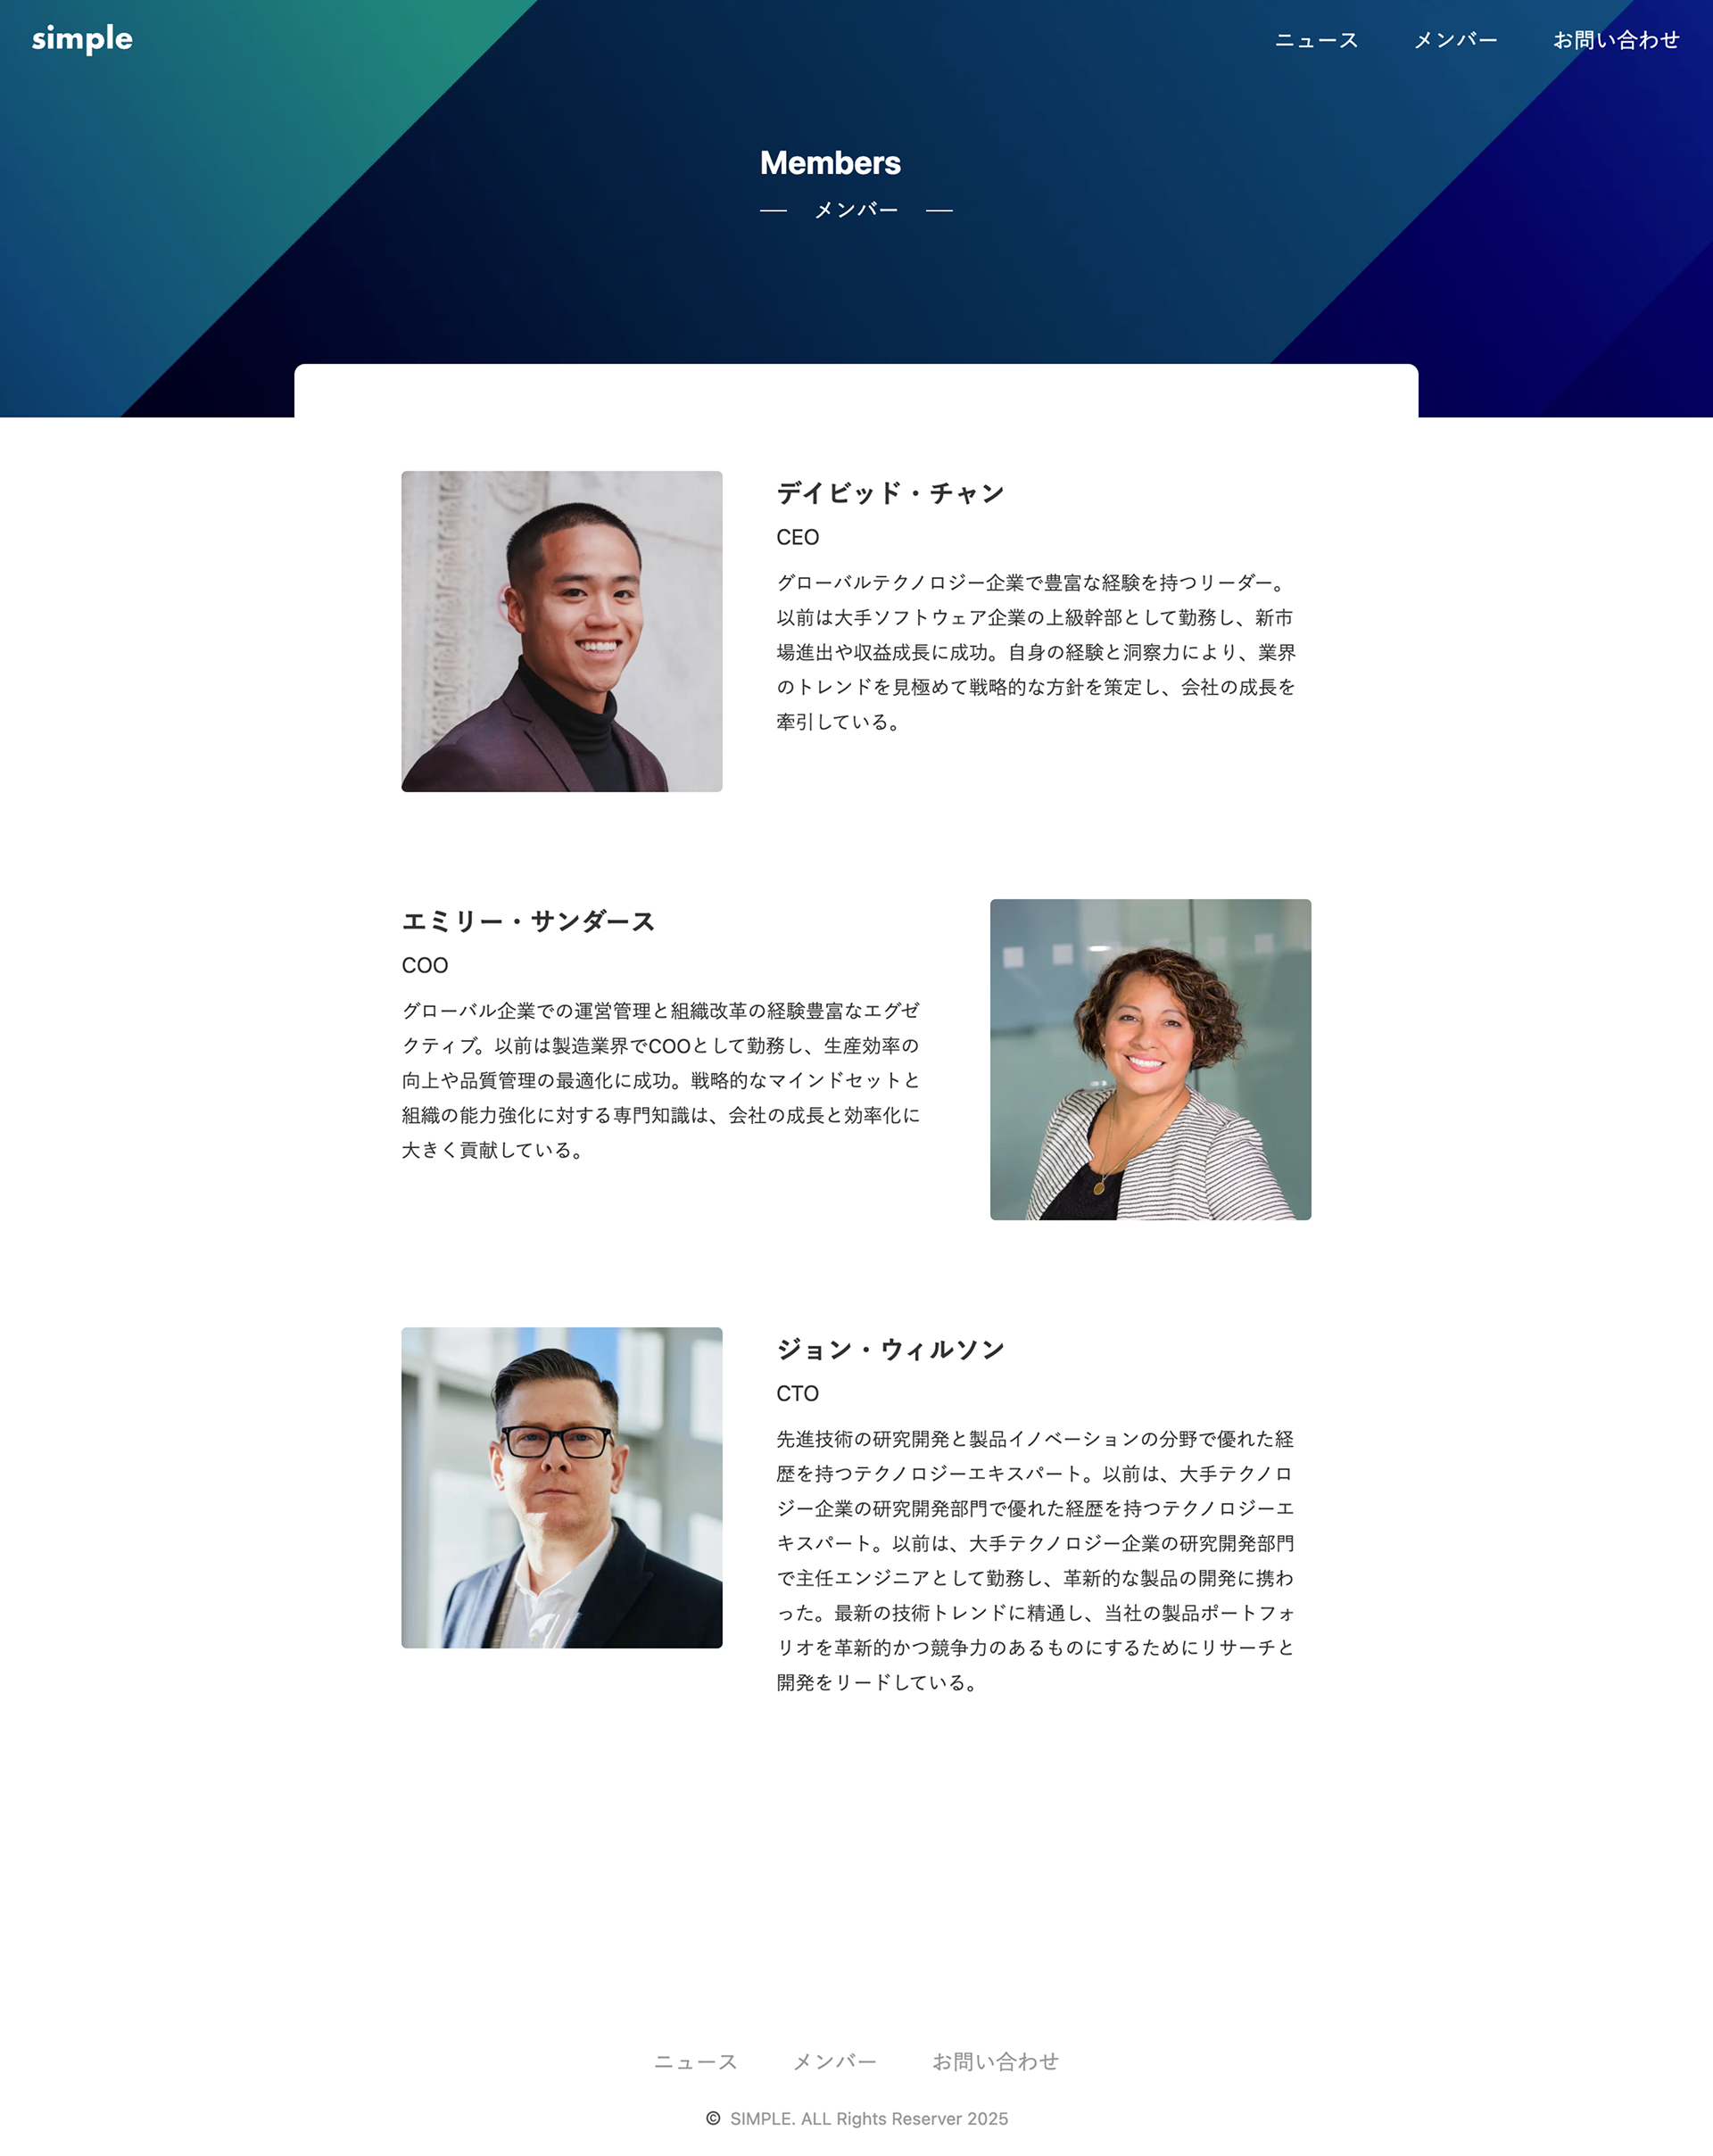 simple
ニュース メンバー お問い合わせ
Members
メンバー
デイビッド・チャン
CEO
グローバルテクノロジー企業で豊富な経験を持つリーダー。
以前は大手ソフトウェア企業の上級幹部として勤務し、新市
場進出や収益成長に成功。自身の経験と洞察力により、業界
のトレンドを見極めて戦略的な方針を策定し、会社の成長を
牽引している。
エミリー・サンダース
COO
グローバル企業での運営管理と組織改革の経験豊富なエグゼ
クティブ。以前は製造業界でCOOとして勤務し、生産効率の
向上や品質管理の最適化に成功。戦略的なマインドセットと
組織の能力強化に対する専門知識は、会社の成長と効率化に
大きく貢献している。
ジョン・ウィルソン
CTO
先進技術の研究開発と製品イノベーションの分野で優れた経
歴を持つテクノロジーエキスパート。以前は、大手テクノロ
ジー企業の研究開発部門で優れた経歴を持つテクノロジーエ
キスパート。以前は、大手テクノロジー企業の研究開発部門
で主任エンジニアとして勤務し、革新的な製品の開発に携わ
った。最新の技術トレンドに精通し、当社の製品ポートフォ
リオを革新的かつ競争力のあるものにするためにリサーチと
開発をリードしている。
ニュース メンバー お問い合わせ
© SIMPLE. ALL Rights Reserver 2025